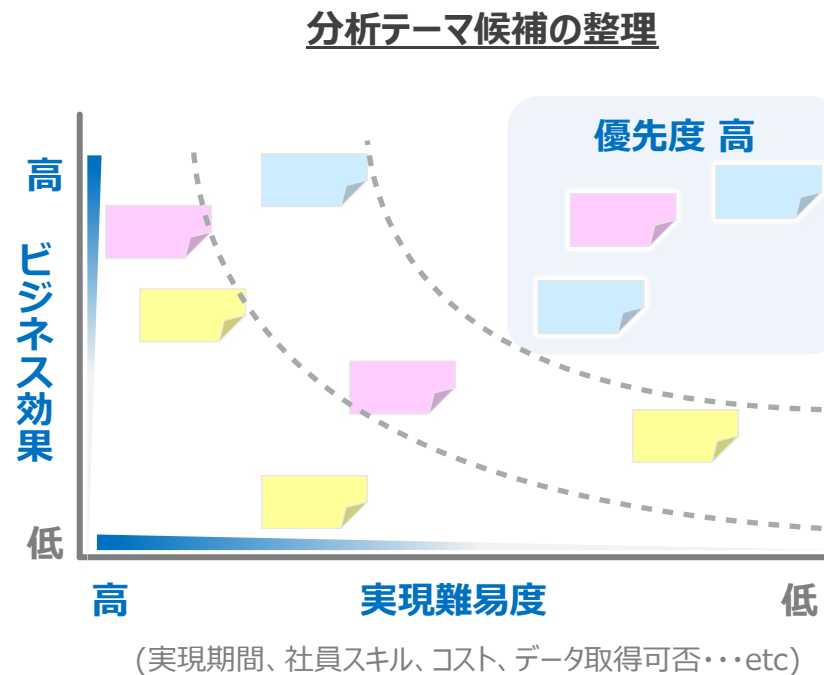 分析テーマ候補の整理
優先度 高
高
ビジネス効果
低
高
実現難易度
低
(実現期間、社員スキル、コスト、データ取得可否・・・etc)